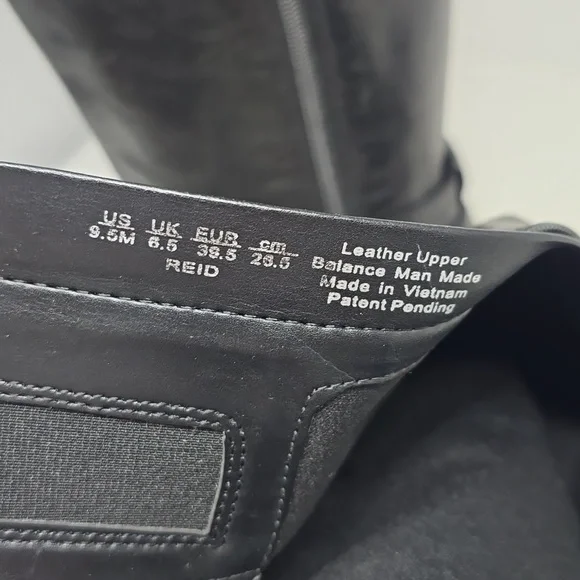 US UK EUR cm
9.5M 6.5 39.5 26.5
REID
Leather Upper
Balance Man Made
Made in Vietnam
Patent Pending